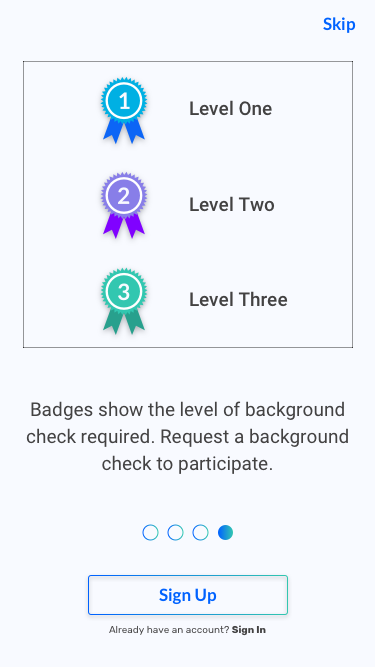 Skip
1
Level One
2
Level Two
3
Level Three
Badges show the level of background
check required. Request a background
check to participate.
Sign Up
Already have an account? Sign In